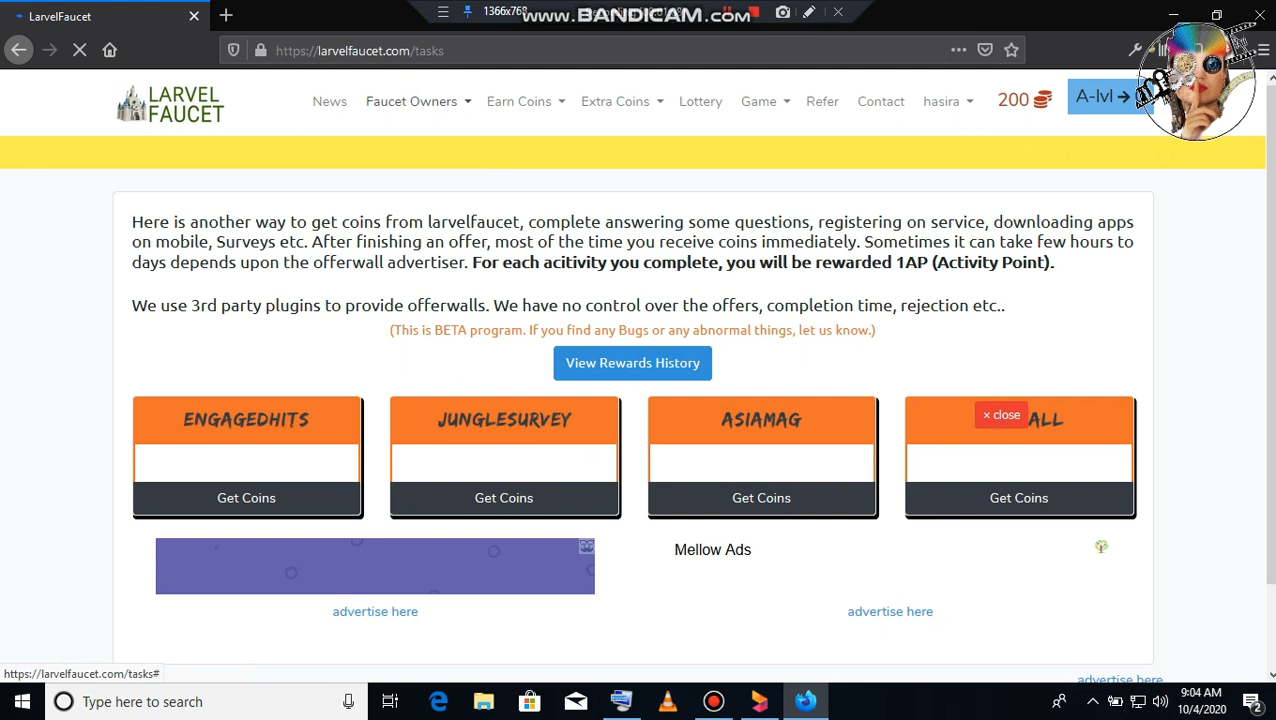 LarvelFaucet
1366x768
www.BANDICAM.com
https://larvelfaucet.com/tasks
LARVEL FAUCET
News Faucet Owners Earn Coins Extra Coins Lottery Game Refer Contact hasira 200 A-lvl
Here is another way to get coins from larvelfaucet, complete answering some questions, registering on service, downloading apps
on mobile, Surveys etc. After finishing an offer, most of the time you receive coins immediately. Sometimes it can take few hours to
days depends upon the offerwall advertiser. For each acitivity you complete, you will be rewarded 1AP (Activity Point).
We use 3rd party plugins to provide offerwalls. We have no control over the offers, completion time, rejection etc..
(This is BETA program. If you find any Bugs or any abnormal things, let us know.)
View Rewards History
ENGAGEDHITS JUNGLESURVEY ASIAMAG × close ALL
Get Coins Get Coins Get Coins Get Coins
Mellow Ads
advertise here advertise here
https://larvelfaucet.com/tasks#
advertise here
Type here to search
9:04 AM
10/4/2020
2